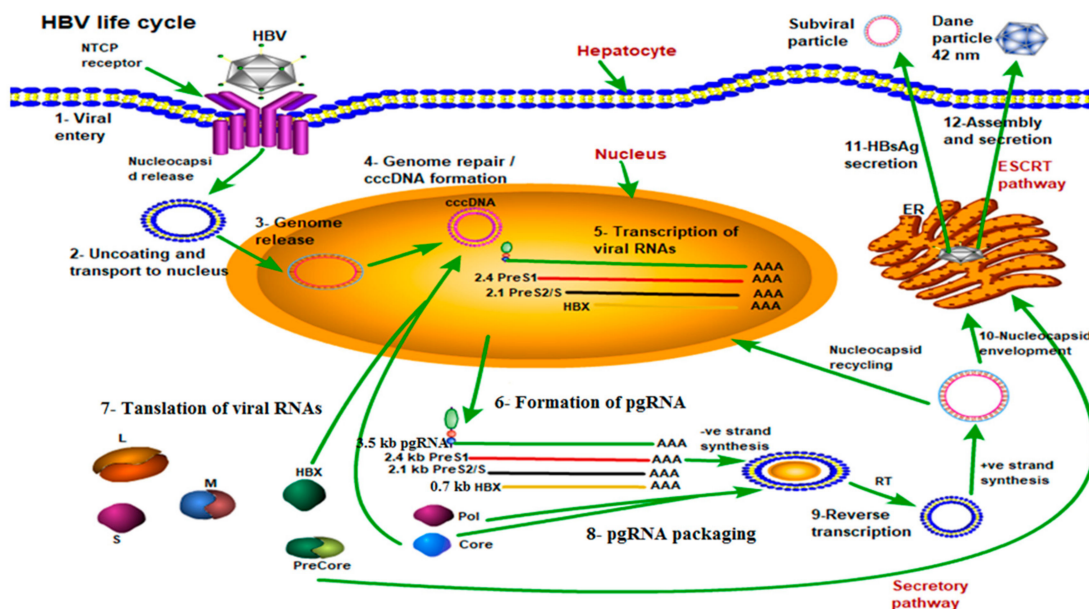 HBV life cycle
NTCP
receptor
HBV
1- Viral
entery
Nucleocapsi
d release
2- Uncoating and
transport to nucleus
3- Genome
release
4- Genome repair /
cccDNA formation
cccDNA
Hepatocyte
Nucleus
5- Transcription of
viral RNAs
AAA
2.4 PreS1
AAA
2.1 PreS2/S
AAA
HBX
AAA
Subviral
particle
Dane
particle
42 nm
11-HBsAg
secretion
12-Assembly
and secretion
ESCRT
pathway
ER
10-Nucleocapsid
envelopment
Nucleocapsid
recycling
7- Tanslation of viral RNAs
L
M
S
HBX
PreCore
6- Formation of pgRNA
3.5 kb pgRNA
AAA
2.4 kb PreS1
AAA
2.1 kb PreS2/S
AAA
0.7 kb HBX
AAA
Pol
Core
8- pgRNA packaging
-ve strand
synthesis
RT
9-Reverse
transcription
+ve strand
synthesis
Secretory
pathway